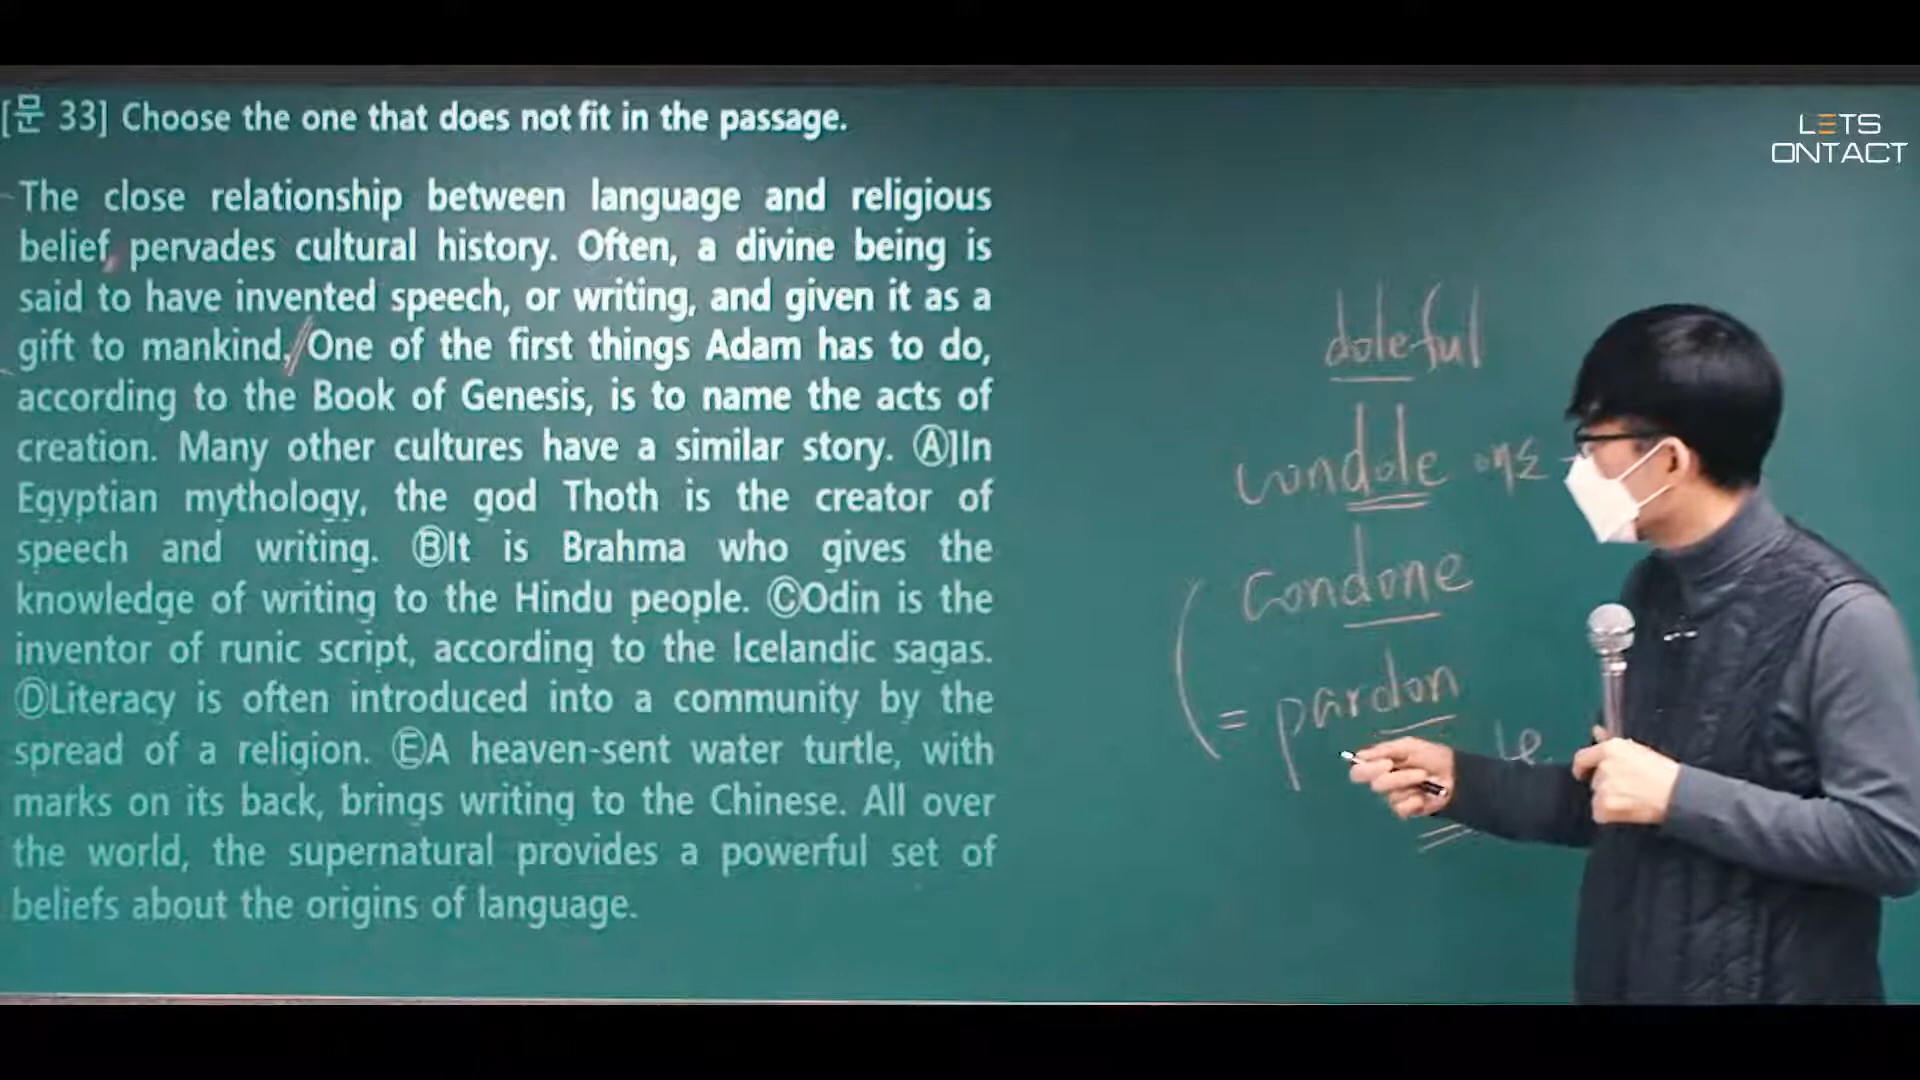 [문 33] Choose the one that does not fit in the passage.
The close relationship between language and religious
belief, pervades cultural history. Often, a divine being is
said to have invented speech, or writing, and given it as a
gift to mankind. One of the first things Adam has to do,
according to the Book of Genesis, is to name the acts of
creation. Many other cultures have a similar story. Ⓐ]In
Egyptian mythology, the god Thoth is the creator of
speech and writing. ⒷIt is Brahma who gives the
knowledge of writing to the Hindu people. ⒸOdin is the
inventor of runic script, according to the Icelandic sagas.
ⒹLiteracy is often introduced into a community by the
spread of a religion. ⒺA heaven-sent water turtle, with
marks on its back, brings writing to the Chinese. All over
the world, the supernatural provides a powerful set of
beliefs about the origins of language.
LETS
ONTACT
doleful
condole
condone
= pardon